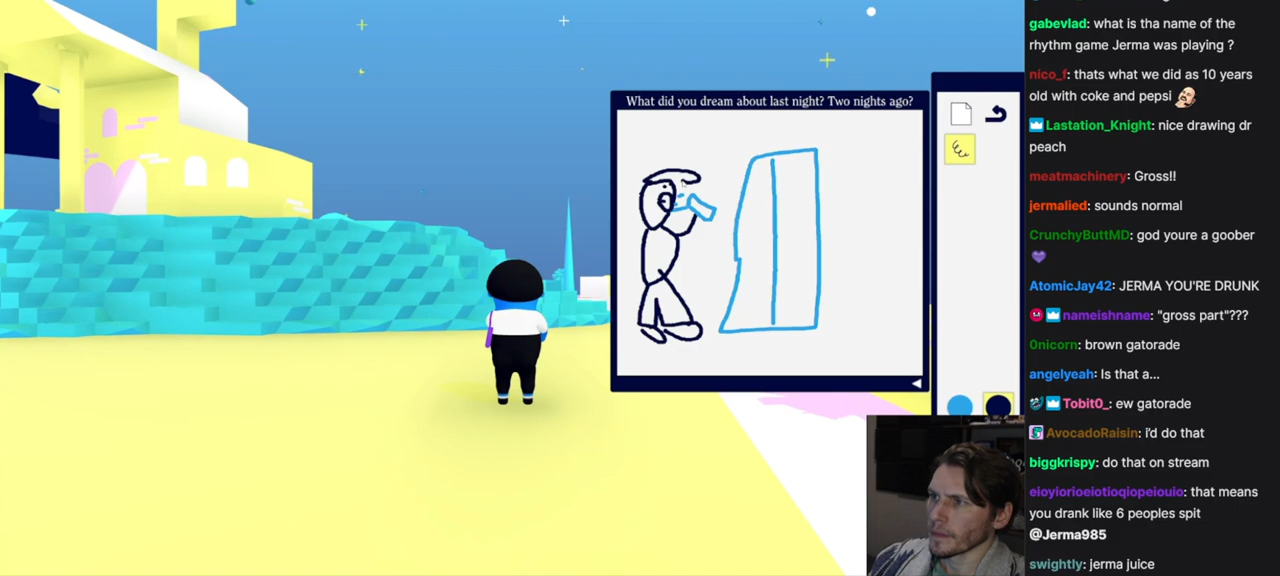 What did you dream about last night? Two nights ago?
gabevlad: what is tha name of the
rhythm game Jerma was playing ?
nico_f: thats what we did as 10 years
old with coke and pepsi
Lastation_Knight: nice drawing dr
peach
meatmachinery: Gross!!
jermalied: sounds normal
CrunchyButtMD: god youre a goober
AtomicJay42: JERMA YOU'RE DRUNK
nameishname: "gross part"???
0nicorn: brown gatorade
angelyeah: Is that a...
Tobit0_: ew gatorade
AvocadoRaisin: i'd do that
biggkrispy: do that on stream
eioyiorioeiotioqiopeiouio: that means
you drank like 6 peoples spit
@Jerma985
swightly: jerma juice